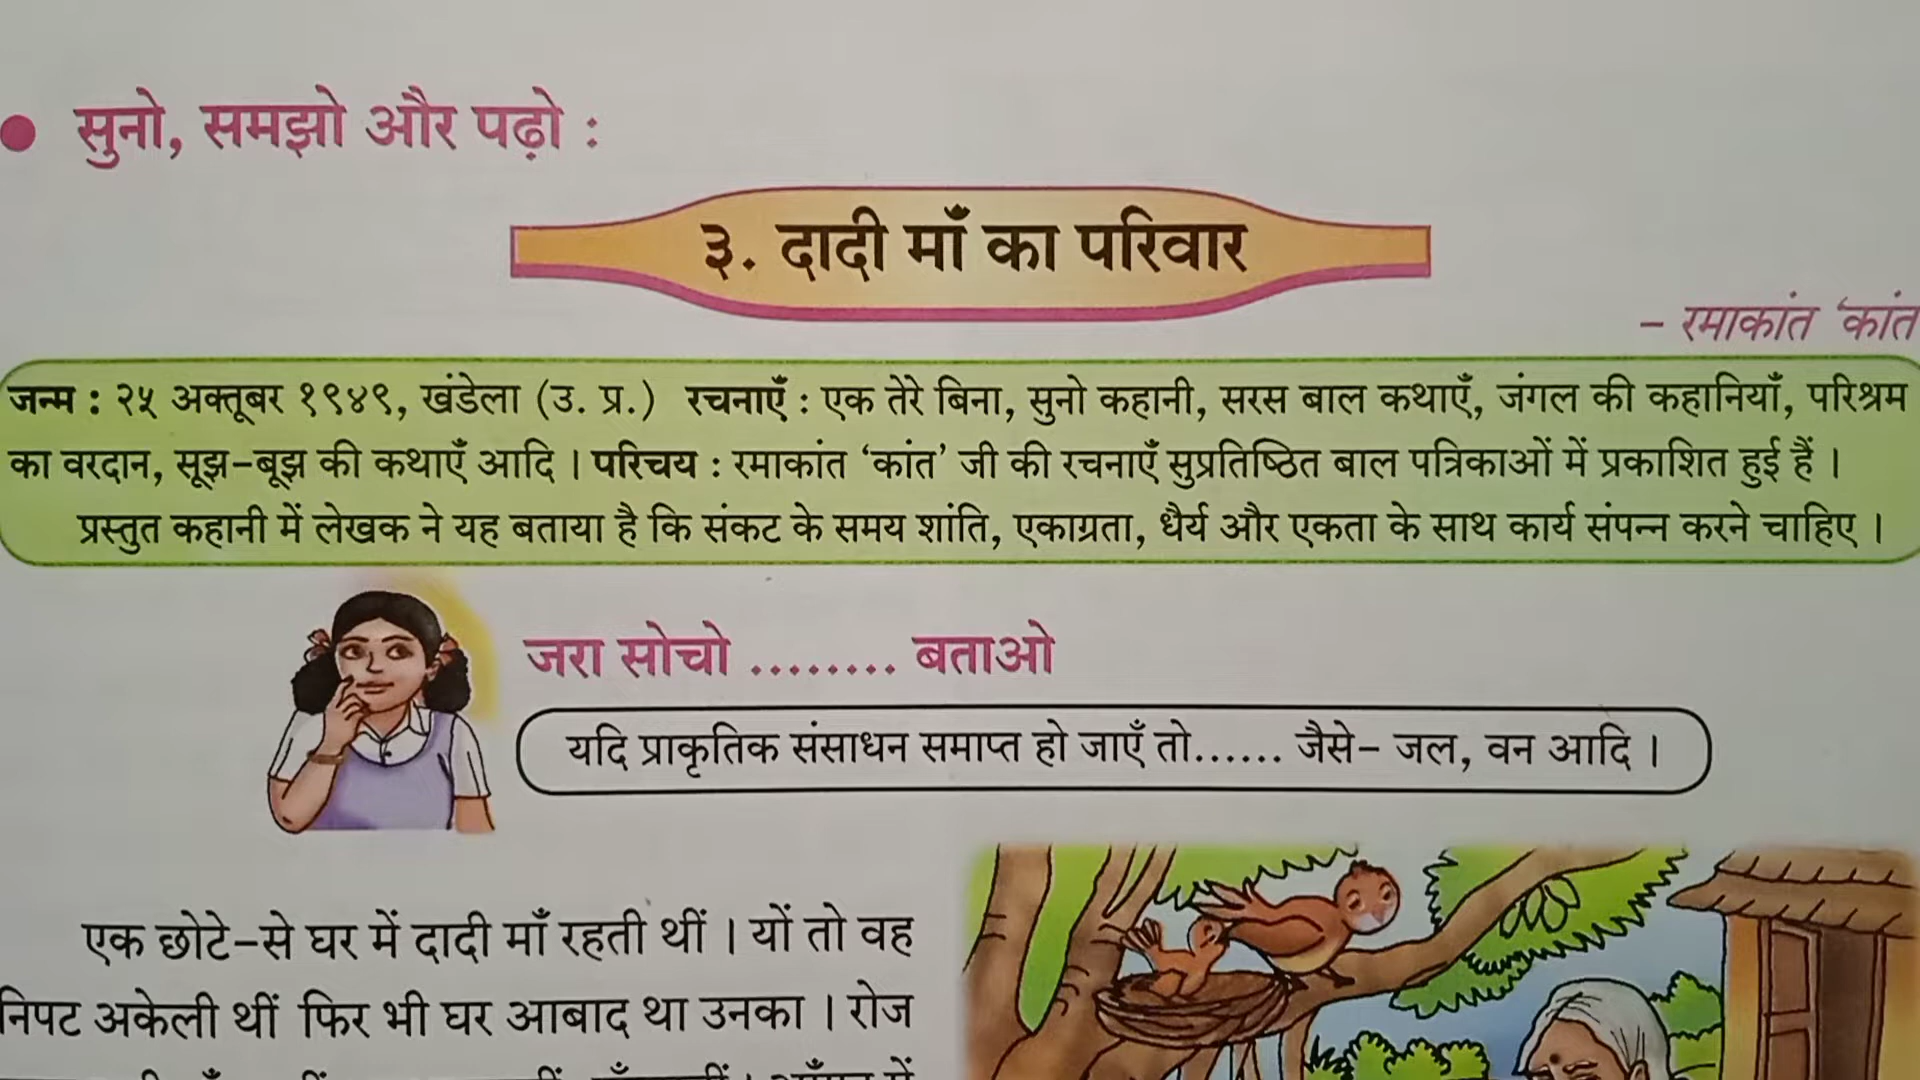 ● सुनो, समझो और पढ़ो :
३. दादी माँ का परिवार
– रमाकांत ‘कांत
जन्म : २५ अक्तूबर १९४९, खंडेला (उ. प्र.) रचनाएँ : एक तेरे बिना, सुनो कहानी, सरस बाल कथाएँ, जंगल की कहानियाँ, परिश्रम
का वरदान, सूझ-बूझ की कथाएँ आदि । परिचय : रमाकांत ‘कांत’ जी की रचनाएँ सुप्रतिष्ठित बाल पत्रिकाओं में प्रकाशित हुई हैं ।
प्रस्तुत कहानी में लेखक ने यह बताया है कि संकट के समय शांति, एकाग्रता, धैर्य और एकता के साथ कार्य संपन्न करने चाहिए ।
जरा सोचो ........ बताओ
यदि प्राकृतिक संसाधन समाप्त हो जाएँ तो...... जैसे- जल, वन आदि ।
एक छोटे-से घर में दादी माँ रहती थीं । यों तो वह
निपट अकेली थीं फिर भी घर आबाद था उनका । रोज